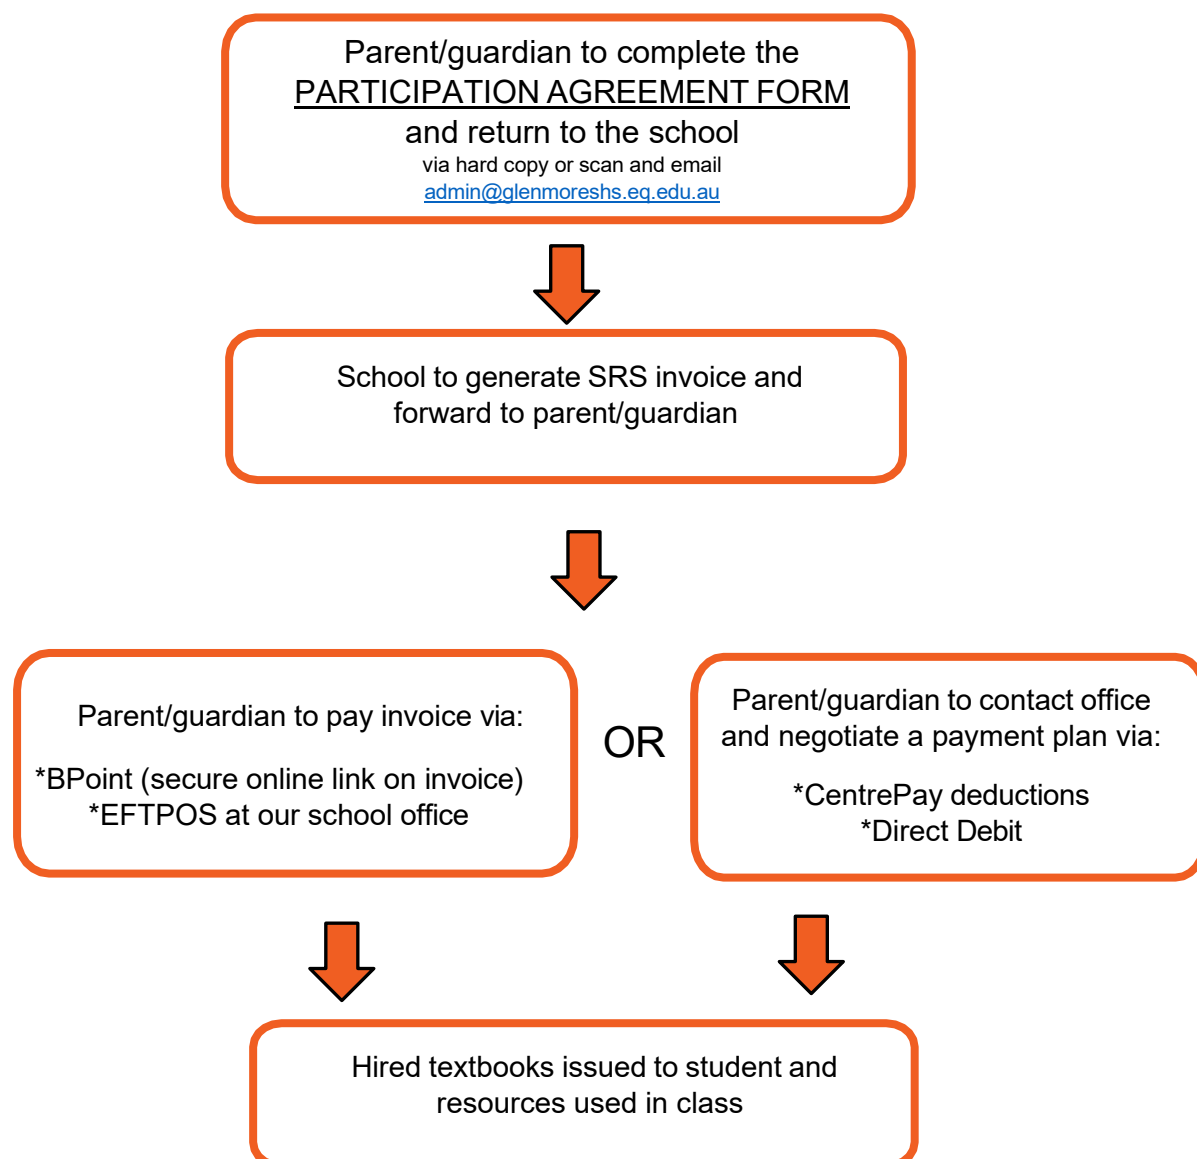 Parent/guardian to complete the
PARTICIPATION AGREEMENT FORM
and return to the school
via hard copy or scan and email
admin@glenmoreshs.eq.edu.au
School to generate SRS invoice and
forward to parent/guardian
Parent/guardian to pay invoice via:
*BPoint (secure online link on invoice)
*EFTPOS at our school office
OR
Parent/guardian to contact office
and negotiate a payment plan via:
*CentrePay deductions
*Direct Debit
Hired textbooks issued to student and
resources used in class